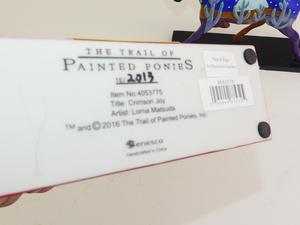 THE TRAIL OF
PAINTED PONIES
1E/ 2013
Item No. 4053775
Title: Crimson Joy
Artist: Lorna Matsuda
™ and © 2016 The Trail of Painted Ponies, Inc.
enesco
Handcrafted in China
4053775